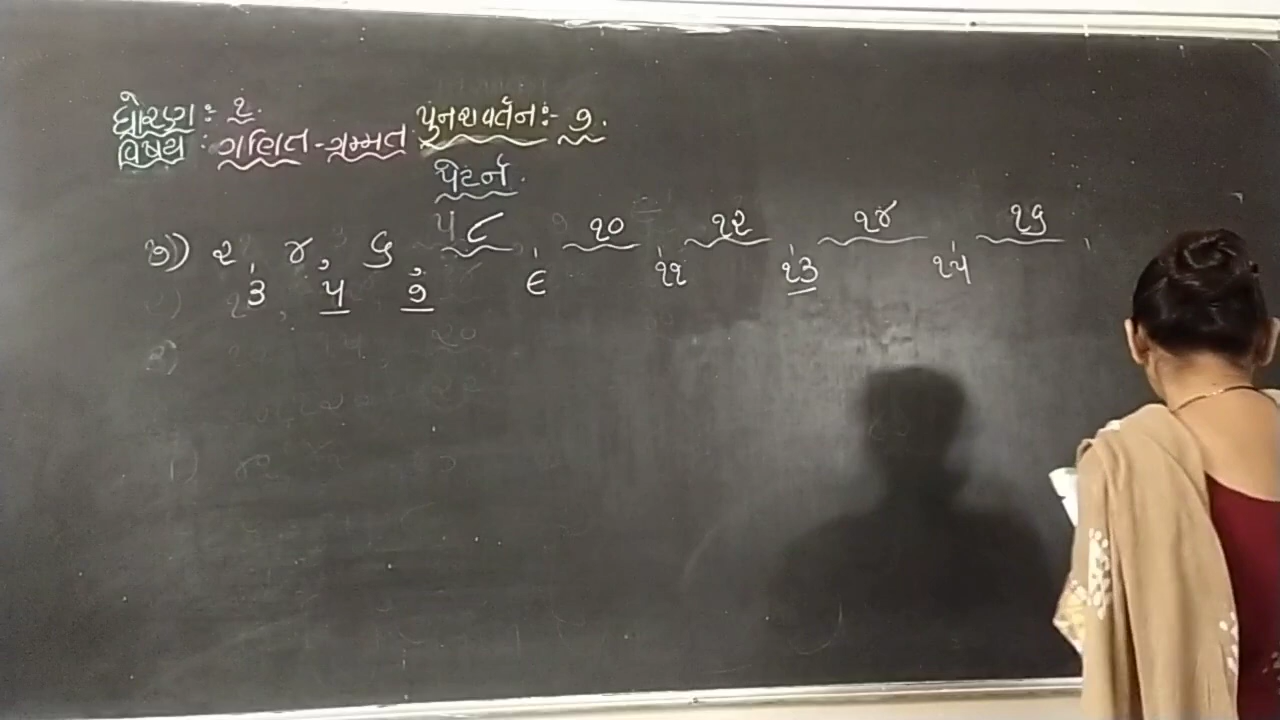 ધોરણ :- ૧. પુનરાવર્તન :- ૭.
વિષય : ગણિત - ગમ્મત
પેટર્ન.
૭) ૨, ૪, ૬ ૮, ૧૦, ૧૨, ૧૪, ૧૬,
૩ ૫ ૭ ૯ ૧૧ ૧૩ ૧૫